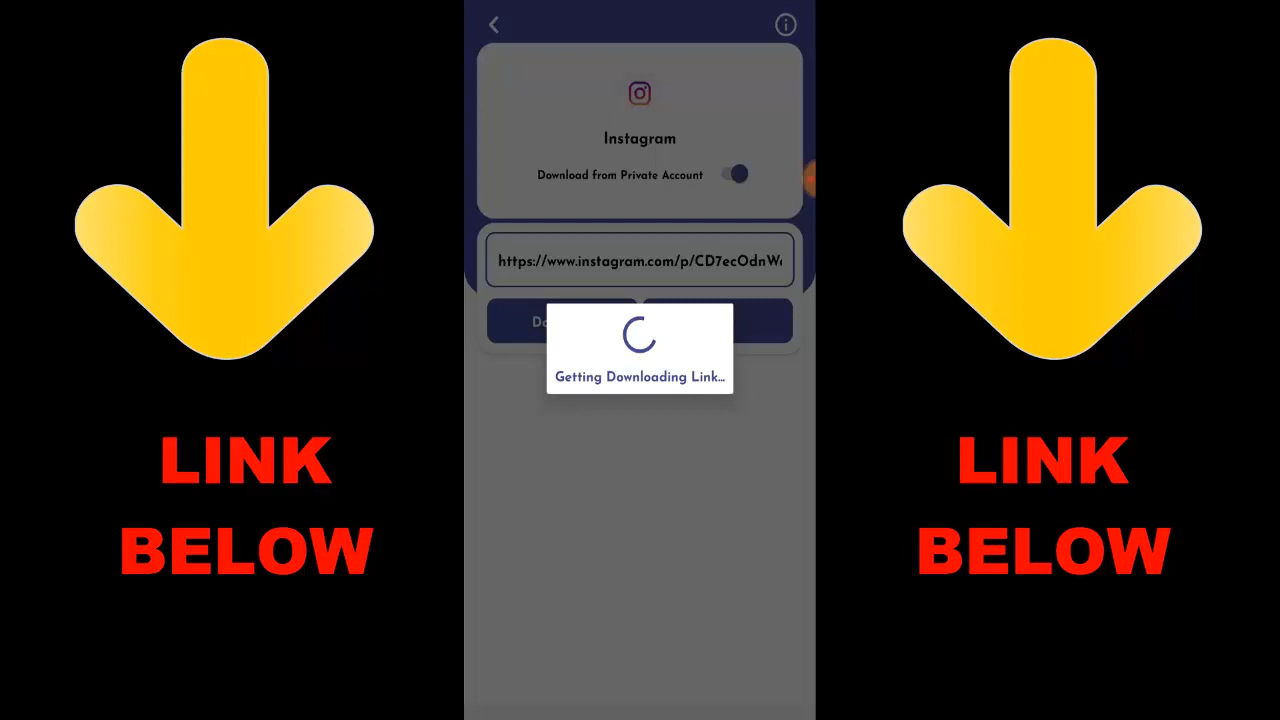 Instagram
Download from Private Account
https://www.instagram.com/p/CD7ecOdnW
Getting Downloading Link...
LINK
BELOW
LINK
BELOW